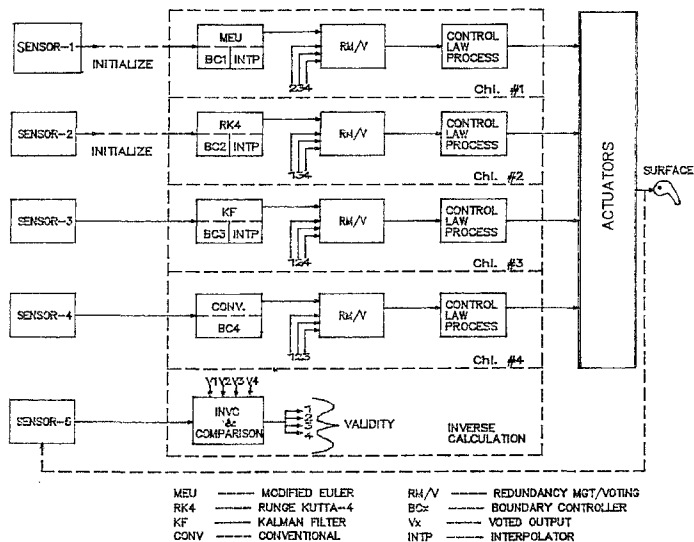 SENSOR-1
INITIALIZE
MEU
BC1 INTP
RM/V
234
CONTROL
LAW
PROCESS
Chl. #1
SENSOR-2
INITIALIZE
RK4
BC2 INTP
RM/V
134
CONTROL
LAW
PROCESS
Chl. #2
SENSOR-3
KF
BC3 INTP
RM/V
124
CONTROL
LAW
PROCESS
Chl. #3
SENSOR-4
CONV.
BC4
RM/V
123
CONTROL
LAW
PROCESS
Chl. #4
ACTUATORS
SURFACE
SENSOR-5
V1 V2 V3 V4
INVC
&
COMPARISON
1
2
3
4
VALIDITY
INVERSE
CALCULATION
MEU MODIFIED EULER
RK4 RUNGE KUTTA-4
KF KALMAN FILTER
CONV CONVENTIONAL
RM/V REDUNDANCY MGT/VOTING
BCx BOUNDARY CONTROLLER
Vx VOTED OUTPUT
INTP INTERPOLATOR